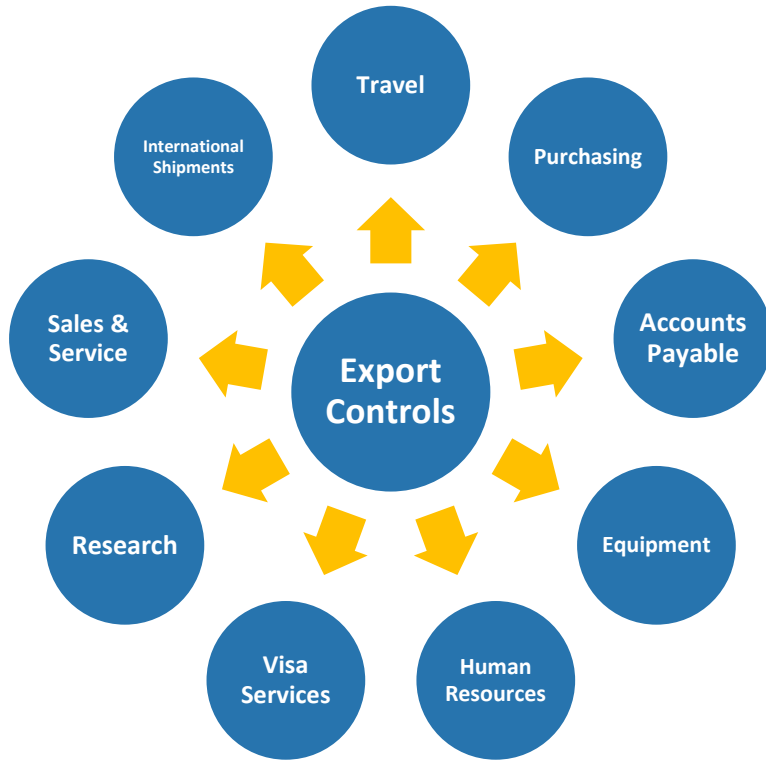 Travel
Purchasing
Accounts
Payable
Equipment
Human
Resources
Visa
Services
Research
Sales &
Service
International
Shipments
Export
Controls